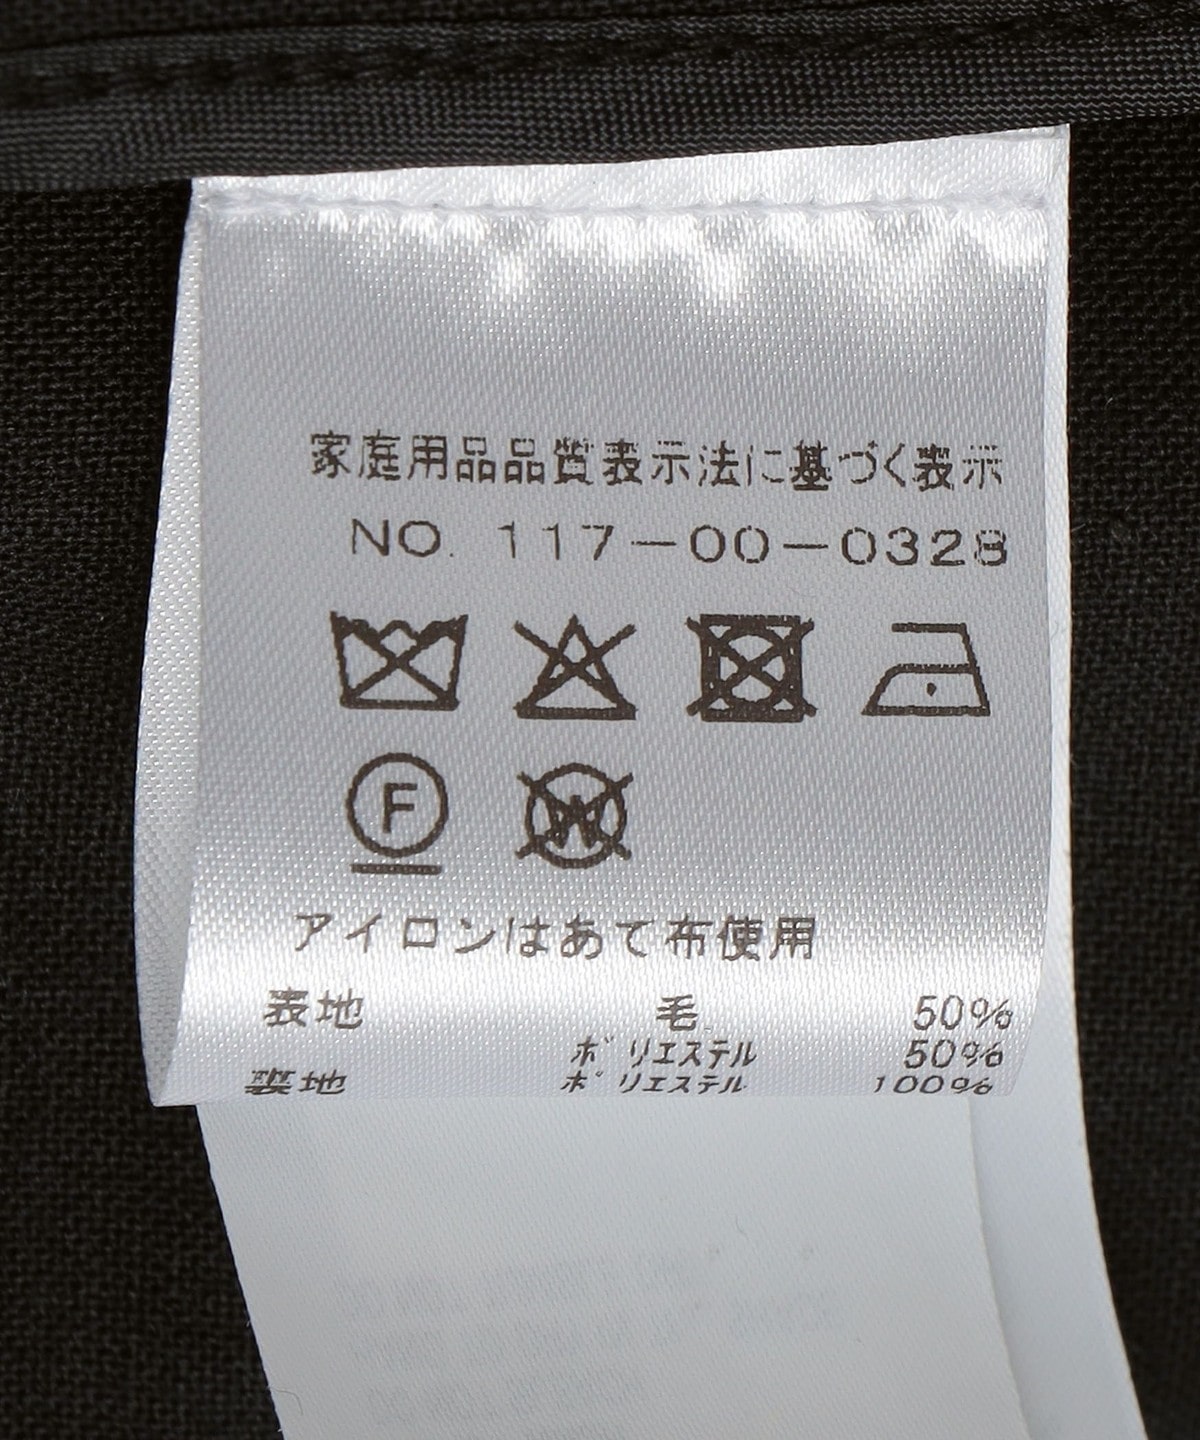 家庭用品品質表示法に基づく表示
NO. 117-00-0328
F
W
アイロンはあて布使用
表地 毛 50%
ポリエステル 50%
裏地 ポリエステル 100%